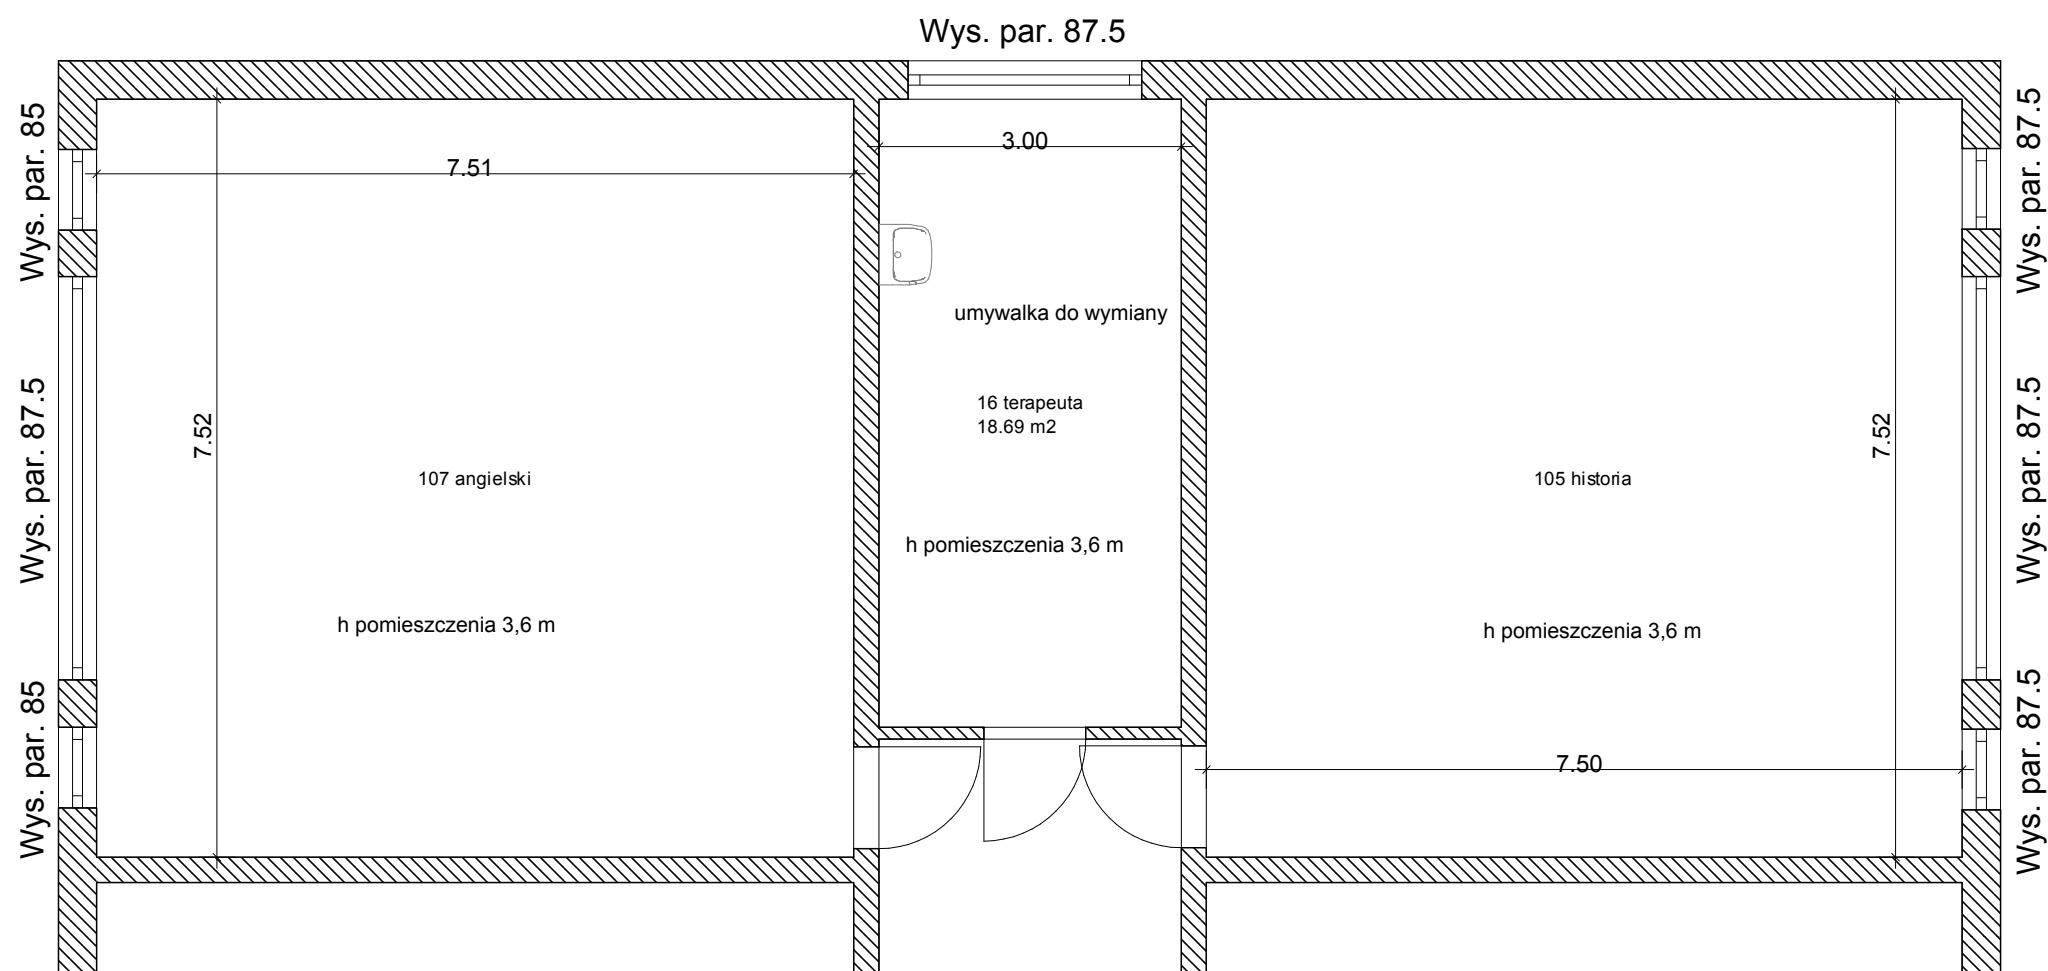 Wys. par. 87.5
Wys. par. 85
Wys. par. 87.5
3.00
7.51
umywalka do wymiany
16 terapeuta
18.69 m2
Wys. par. 87.5
7.52
7.52
Wys. par. 87.5
107 angielski
105 historia
h pomieszczenia 3,6 m
h pomieszczenia 3,6 m
h pomieszczenia 3,6 m
Wys. par. 85
7.50
Wys. par. 87.5